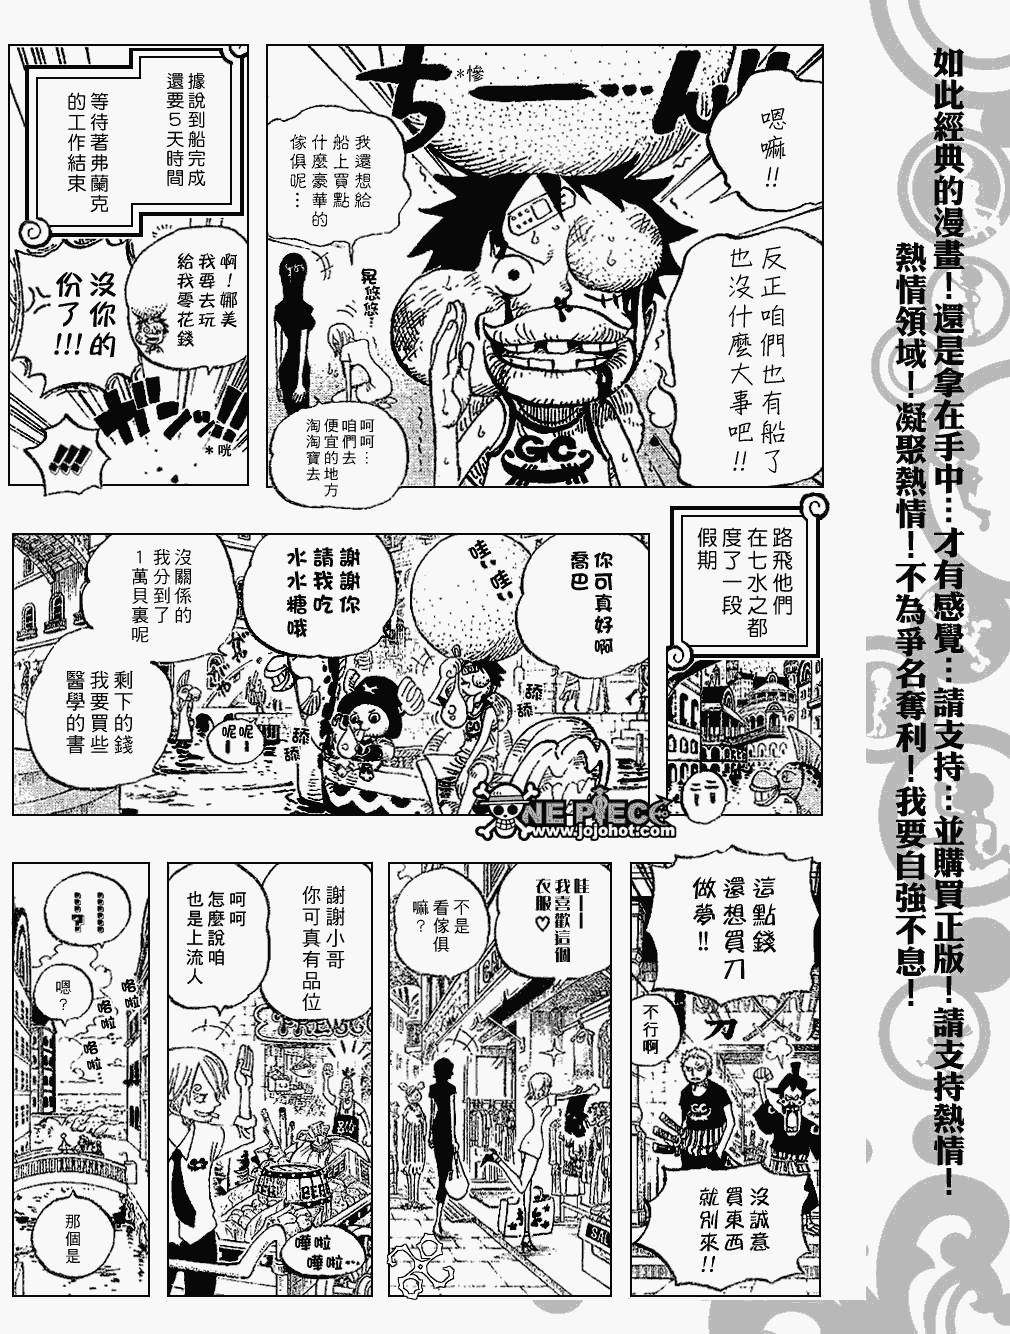 如此經典的漫畫！還是拿在手中…才有感覺…請支持…並購買正版！請支持熱情！
熱情領域！凝聚熱情！不為爭名奪利！我要自強不息！
嗯嘛!!
反正咱們也有船了
也沒什麼大事吧!!
ち——…ん
*慘
我還想給
船上買點
什麼豪華的
傢俱呢…
晃悠悠…
呵呵…
咱們去
便宜的地方
淘淘寶去
GC
據說到船完成
還要5天時間
等待著弗蘭克
的工作結束
啊！娜美
我要去玩
給我零花錢
沒你的
份了!!!
*咣
!!!
路飛他們
在七水之都
度了一段
假期
你可真好啊
喬巴
哇哇
舔
謝謝你
請我吃
水水糖哦
舔舔
呢呢
沒關係的
我分到了
1萬貝裏呢
剩下的錢
我要買些
醫學的書
ONE PIECE
www.jojohot.com
這點錢
還想買刀
做夢!!
不行啊
刀
沒誠意
買東西
就別來!!
哇——
我喜歡這個
衣服♡
不是
看傢俱
嘛？
謝謝小哥
你可真有品位
呵呵
怎麼說咱
也是上流人
BEER
嘩啦
嘩啦…
嗯？
咯啦
咯啦
咯啦…
那個是